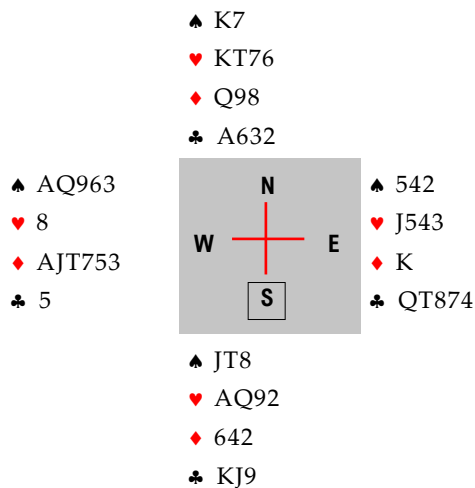 ♠ K7
♥ KT76
♦ Q98
♣ A632
♠ AQ963
♥ 8
♦ AJT753
♣ 5
N
W E
S
♠ 542
♥ J543
♦ K
♣ QT874
♠ JT8
♥ AQ92
♦ 642
♣ KJ9